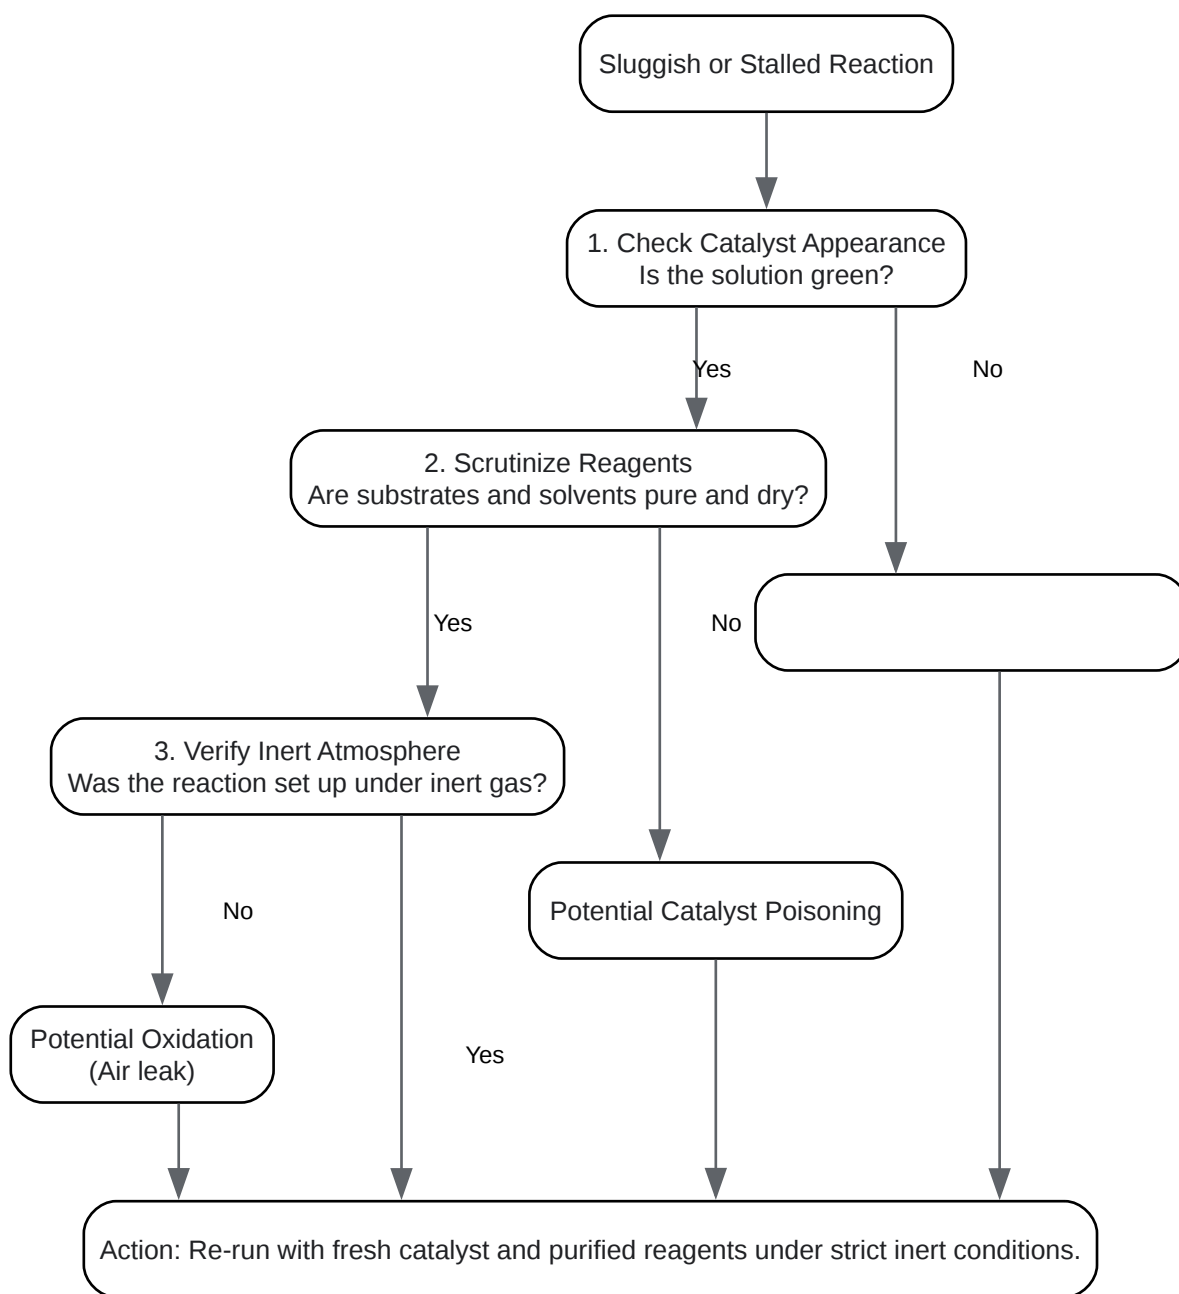 Sluggish or Stalled Reaction
1. Check Catalyst Appearance
Is the solution green?
Yes
No
2. Scrutinize Reagents
Are substrates and solvents pure and dry?
Yes
No
3. Verify Inert Atmosphere
Was the reaction set up under inert gas?
No
Potential Catalyst Poisoning
Potential Oxidation
(Air leak)
Yes
Action: Re-run with fresh catalyst and purified reagents under strict inert conditions.